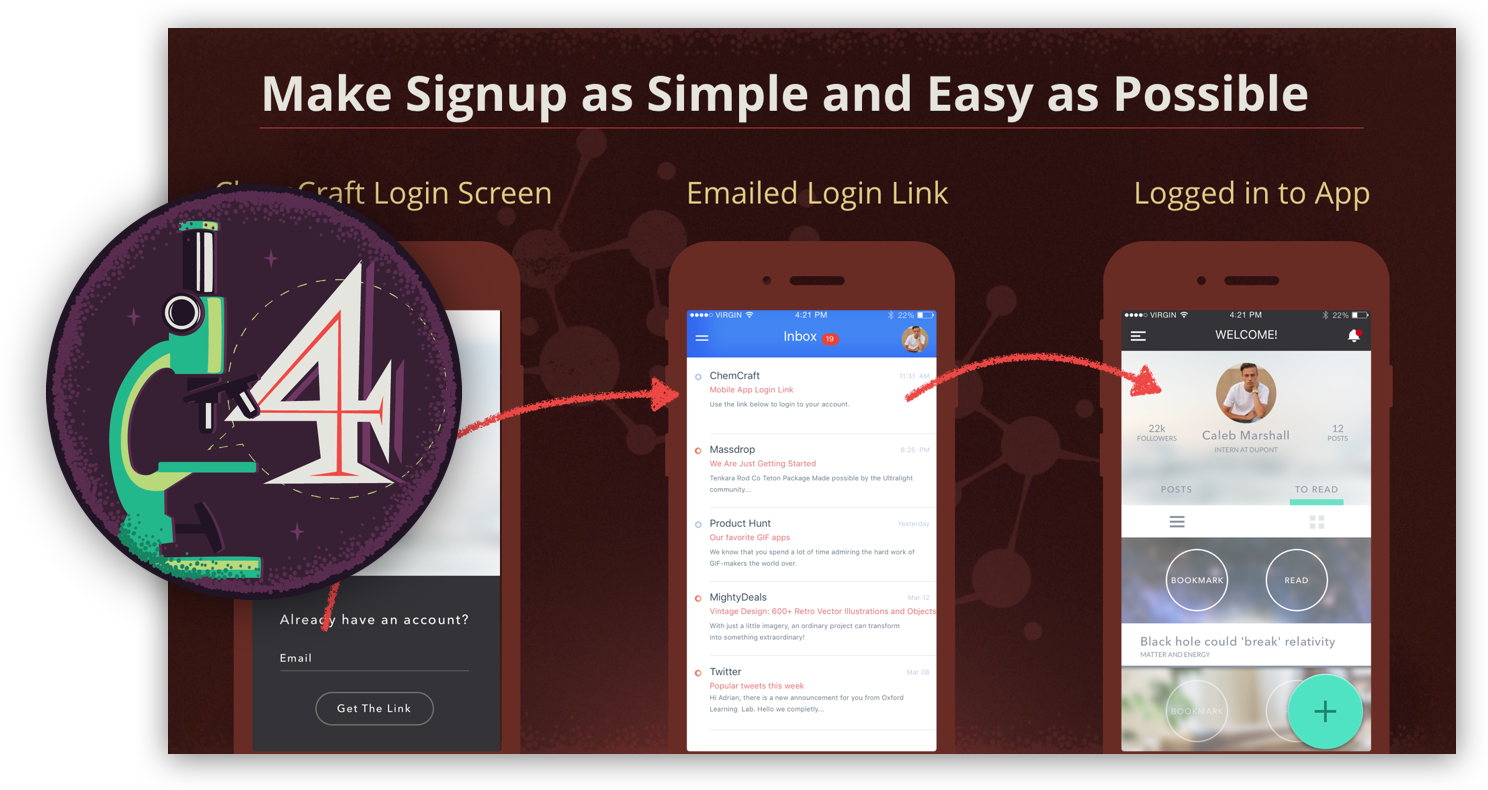 Make Signup as Simple and Easy as Possible
Craft Login Screen
Emailed Login Link
Logged in to App
4
Already have an account?
Email
Get The Link
VIRGIN
4:21 PM
22%
Inbox
19
ChemCraft
11:31 AM
Mobile App Login Link
Use the link below to login to your account.
Massdrop
8:25 PM
We Are Just Getting Started
Tenkara Rod Co Teton Package Made possible by the Ultralight
community...
Product Hunt
Yesterday
Our favorite GIF apps
We know that you spend a lot of time admiring the hard work of
GIF-makers the world over.
MightyDeals
Mar 12
Vintage Design: 600+ Retro Vector Illustrations and Objects
With just a little imagery, an ordinary project can transform
into something extraordinary!
Twitter
Mar 08
Popular tweets this week
Hi Adrian, there is a new announcement for you from Oxford
Learning Lab. Hello we completly...
VIRGIN
4:21 PM
22%
WELCOME!
22k
FOLLOWERS
Caleb Marshall
INTERN AT DUPONT
12
POSTS
POSTS
TO READ
BOOKMARK
READ
Black hole could 'break' relativity
MATTER AND ENERGY
BOOKMARK
+